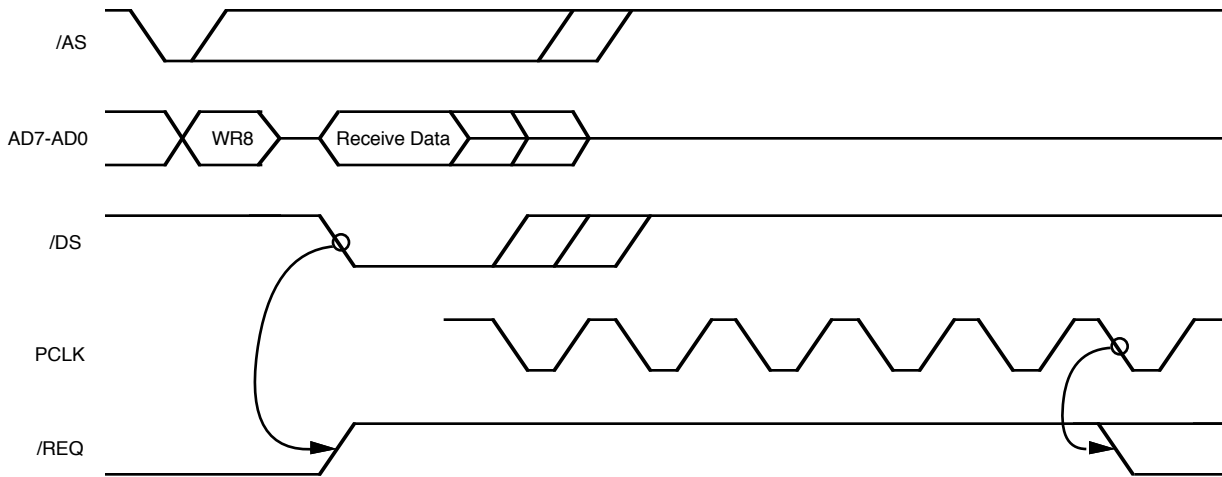 /AS
AD7-AD0
WR8
Receive Data
/DS
PCLK
/REQ